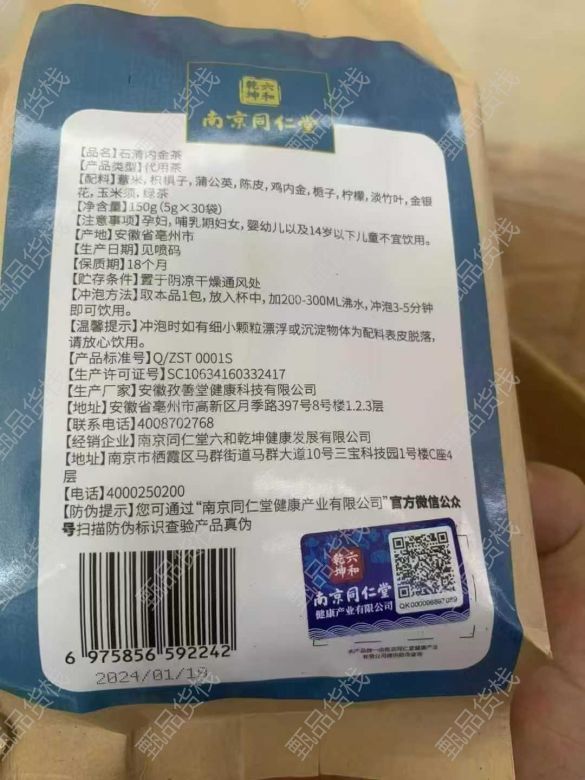 乾坤 六和
南京同仁堂
【品名】石清内金茶
【产品类型】代用茶
【配料】薏米,枳椇子,蒲公英,陈皮,鸡内金,栀子,柠檬,淡竹叶,金银
花,玉米须,绿茶
【净含量】150g(5g×30袋)
【注意事项】孕妇,哺乳期妇女,婴幼儿以及14岁以下儿童不宜饮用。
【产地】安徽省亳州市
【生产日期】见喷码
【保质期】18个月
【贮存条件】置于阴凉干燥通风处
【冲泡方法】取本品1包,放入杯中,加200-300ML沸水,冲泡3-5分钟
即可饮用。
【温馨提示】冲泡时如有细小颗粒漂浮或沉淀物体为配料表皮脱落,
请放心饮用。
【产品标准号】Q/ZST 0001S
【生产许可证号】SC10634160332417
【生产厂家】安徽孜善堂健康科技有限公司
【地址】安徽省亳州市高新区月季路397号8号楼1.2.3层
【联系电话】4008702768
【经销企业】南京同仁堂六和乾坤健康发展有限公司
【地址】南京市栖霞区马群街道马群大道10号三宝科技园1号楼C座4
层
【电话】4000250200
【防伪提示】您可通过“南京同仁堂健康产业有限公司”官方微信公众
号扫描防伪标识查验产品真伪
乾坤 六和
南京同仁堂
健康产业有限公司
6 975856 592242
2024/01/19
甄品货栈